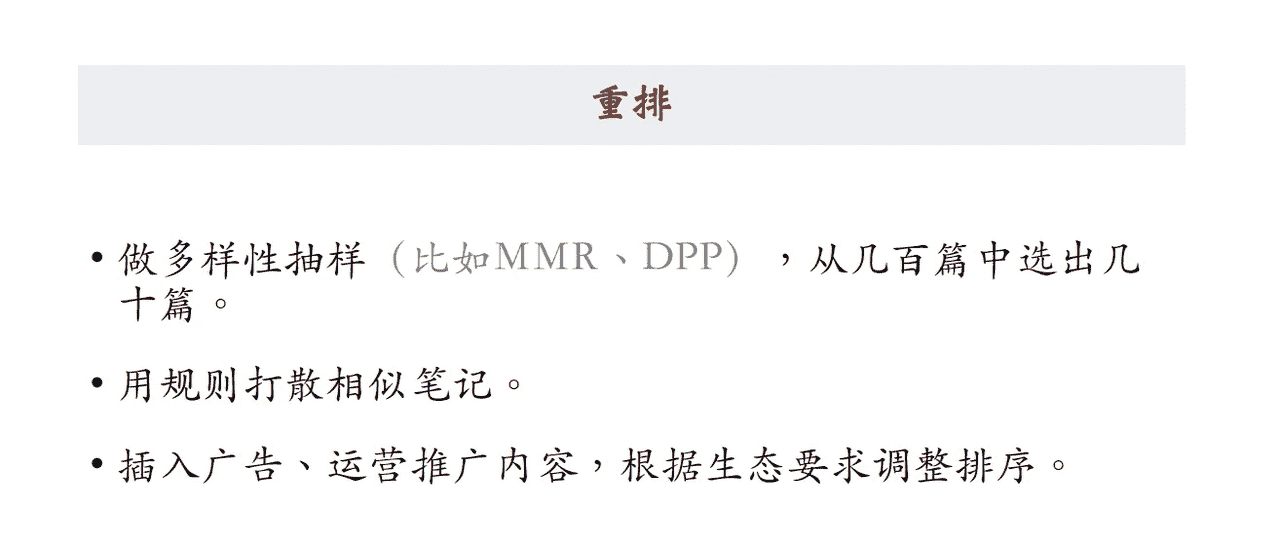 重排
• 做多样性抽样（比如MMR、DPP），从几百篇中选出几
十篇。
• 用规则打散相似笔记。
• 插入广告、运营推广内容，根据生态要求调整排序。